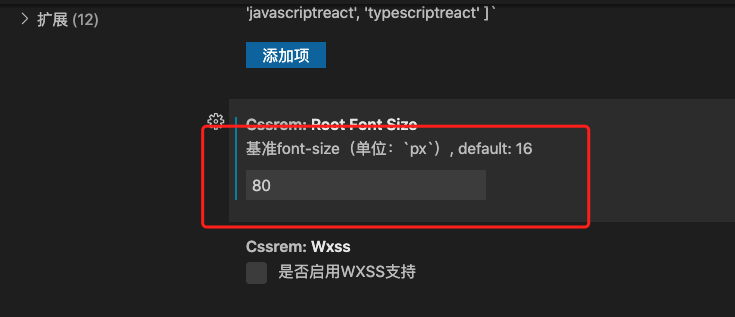 'javascriptreact', 'typescriptreact' ]`
扩展 (12)
添加项
Cssrem: Root Font Size
基准font-size（单位：`px`）, default: 16
80
Cssrem: Wxss
是否启用WXSS支持